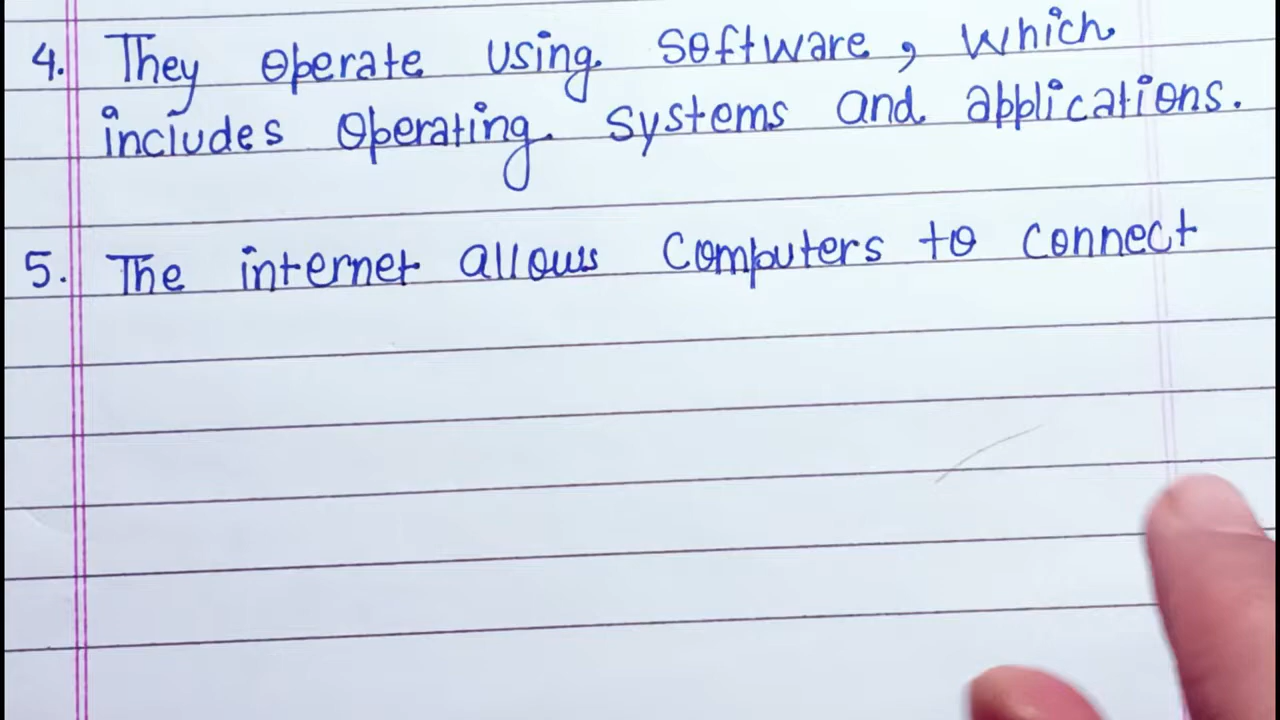 4. They operate using software, which
includes operating systems and applications.
5. The internet allows computers to connect